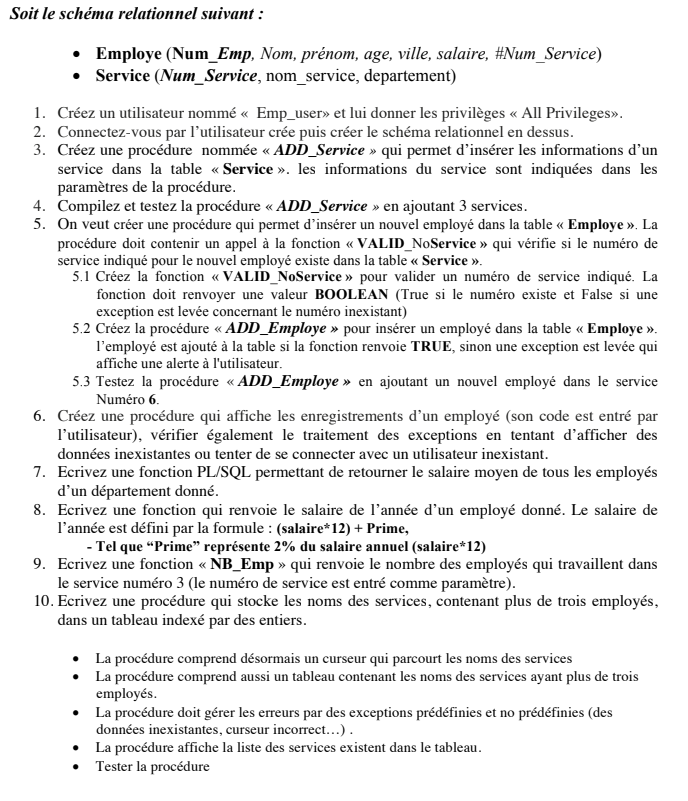 Soit le schéma relationnel suivant :
• Employe (Num_Emp, Nom, prénom, age, ville, salaire, #Num_Service)
• Service (Num_Service, nom_service, departement)
1. Créez un utilisateur nommé « Emp_user» et lui donner les privilèges « All Privileges».
2. Connectez-vous par l'utilisateur crée puis créer le schéma relationnel en dessus.
3. Créez une procédure nommée « ADD_Service » qui permet d'insérer les informations d'un
service dans la table « Service ». les informations du service sont indiquées dans les
paramètres de la procédure.
4. Compilez et testez la procédure « ADD_Service » en ajoutant 3 services.
5. On veut créer une procédure qui permet d'insérer un nouvel employé dans la table « Employe ». La
procédure doit contenir un appel à la fonction « VALID_NoService » qui vérifie si le numéro de
service indiqué pour le nouvel employé existe dans la table « Service ».
5.1 Créez la fonction « VALID_NoService » pour valider un numéro de service indiqué. La
fonction doit renvoyer une valeur BOOLEAN (True si le numéro existe et False si une
exception est levée concernant le numéro inexistant)
5.2 Créez la procédure « ADD_Employe » pour insérer un employé dans la table « Employe ».
l'employé est ajouté à la table si la fonction renvoie TRUE, sinon une exception est levée qui
affiche une alerte à l'utilisateur.
5.3 Testez la procédure « ADD_Employe » en ajoutant un nouvel employé dans le service
Numéro 6.
6. Créez une procédure qui affiche les enregistrements d'un employé (son code est entré par
l'utilisateur), vérifier également le traitement des exceptions en tentant d'afficher des
données inexistantes ou tenter de se connecter avec un utilisateur inexistant.
7. Ecrivez une fonction PL/SQL permettant de retourner le salaire moyen de tous les employés
d'un département donné.
8. Ecrivez une fonction qui renvoie le salaire de l'année d'un employé donné. Le salaire de
l'année est défini par la formule : (salaire*12) + Prime,
- Tel que “Prime” représente 2% du salaire annuel (salaire*12)
9. Ecrivez une fonction « NB_Emp » qui renvoie le nombre des employés qui travaillent dans
le service numéro 3 (le numéro de service est entré comme paramètre).
10. Ecrivez une procédure qui stocke les noms des services, contenant plus de trois employés,
dans un tableau indexé par des entiers.
• La procédure comprend désormais un curseur qui parcourt les noms des services
• La procédure comprend aussi un tableau contenant les noms des services ayant plus de trois
employés.
• La procédure doit gérer les erreurs par des exceptions prédéfinies et no prédéfinies (des
données inexistantes, curseur incorrect…) .
• La procédure affiche la liste des services existent dans le tableau.
• Tester la procédure